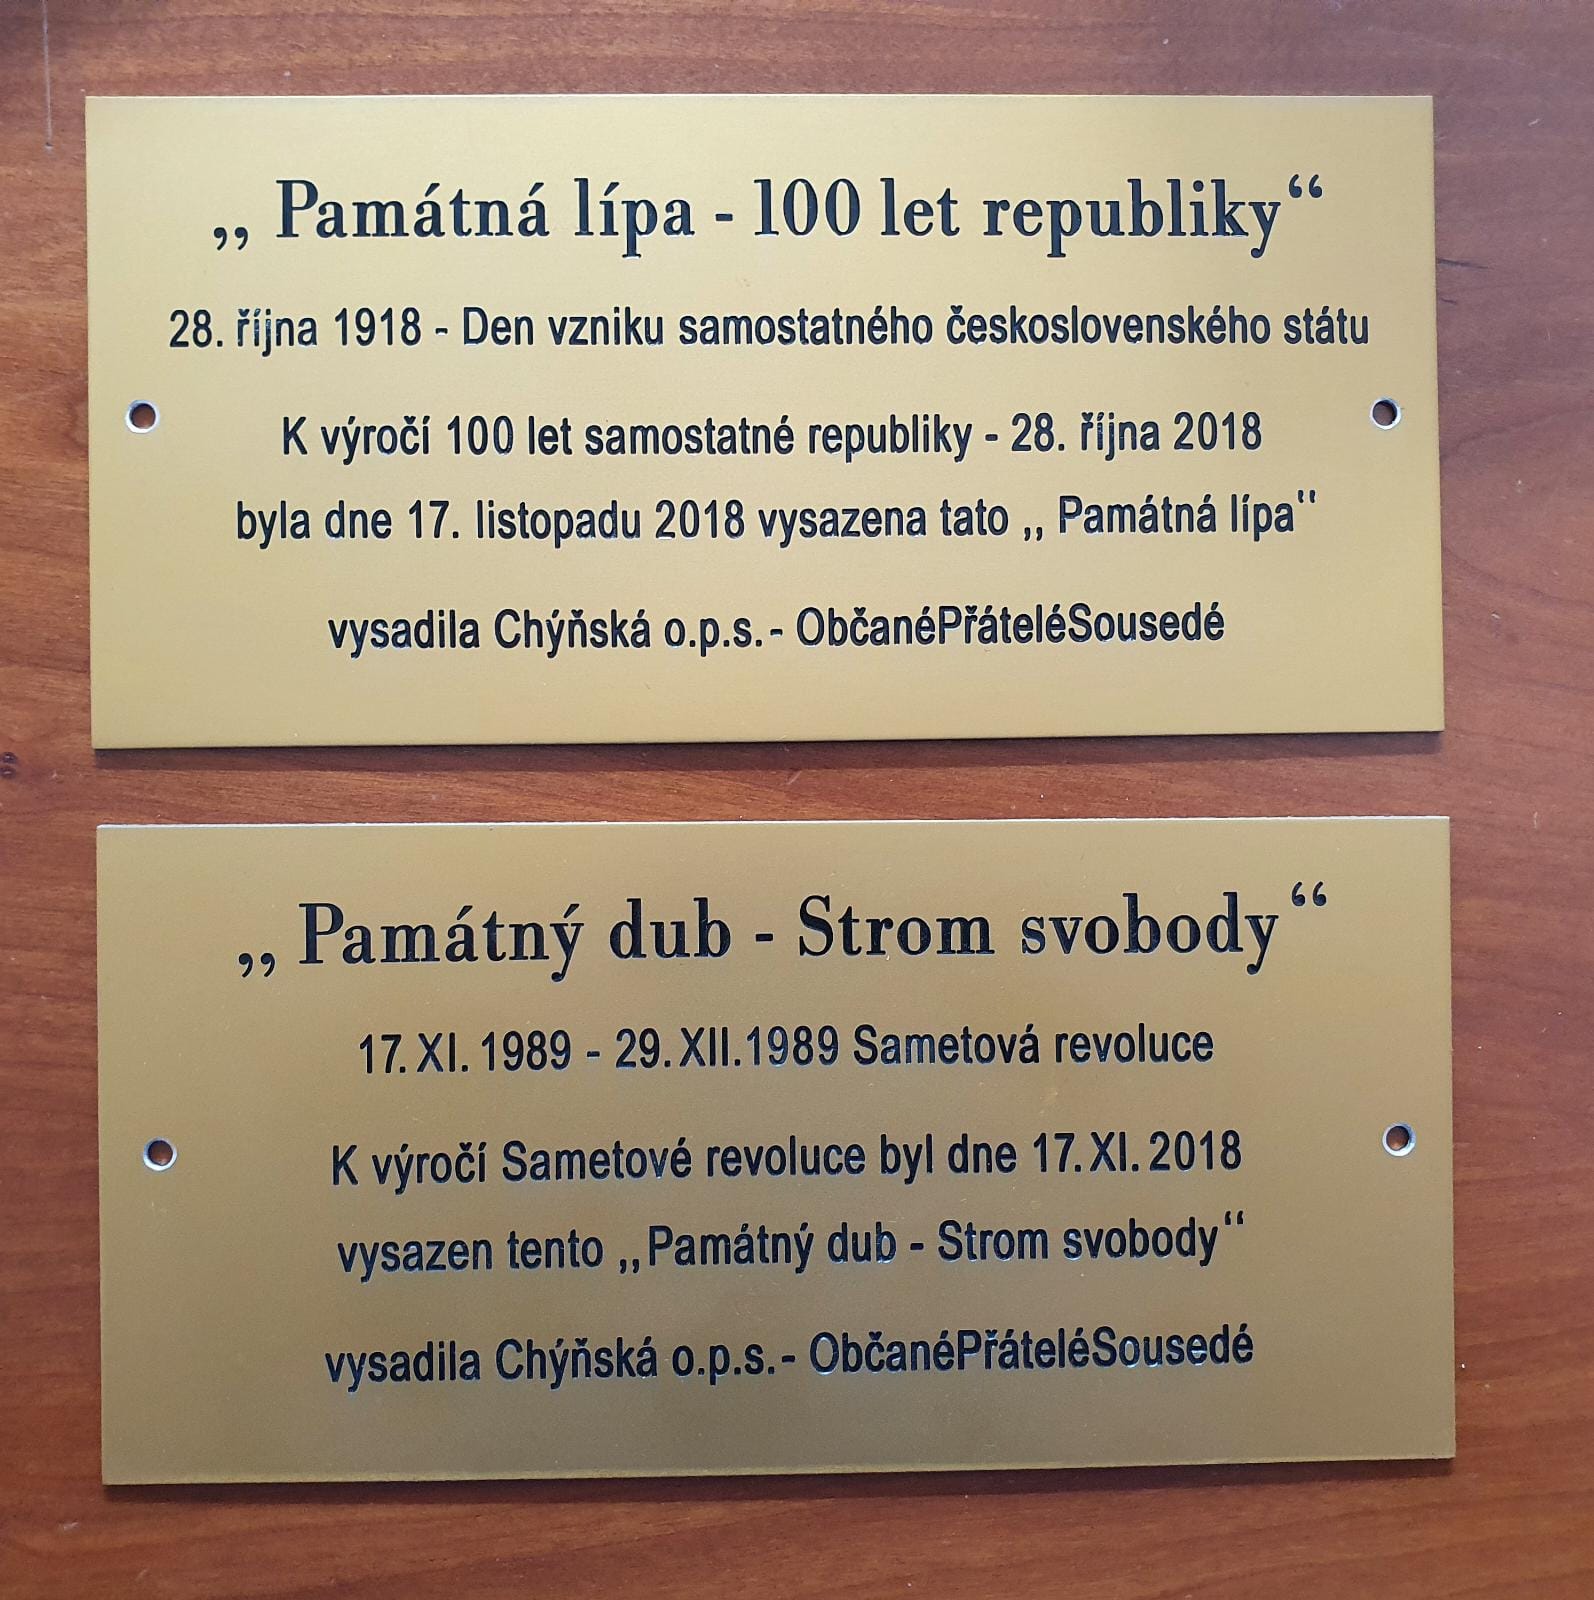 „ Památná lípa - 100 let republiky“
28. října 1918 - Den vzniku samostatného československého státu
K výročí 100 let samostatné republiky - 28. října 2018
byla dne 17. listopadu 2018 vysazena tato „ Památná lípa“
vysadila Chýňská o.p.s.- ObčanéPřáteléSousedé
„ Památný dub - Strom svobody“
17. XI. 1989 - 29. XII.1989 Sametová revoluce
K výročí Sametové revoluce byl dne 17. XI. 2018
vysazen tento „Památný dub - Strom svobody“
vysadila Chýňská o.p.s.- ObčanéPřáteléSousedé